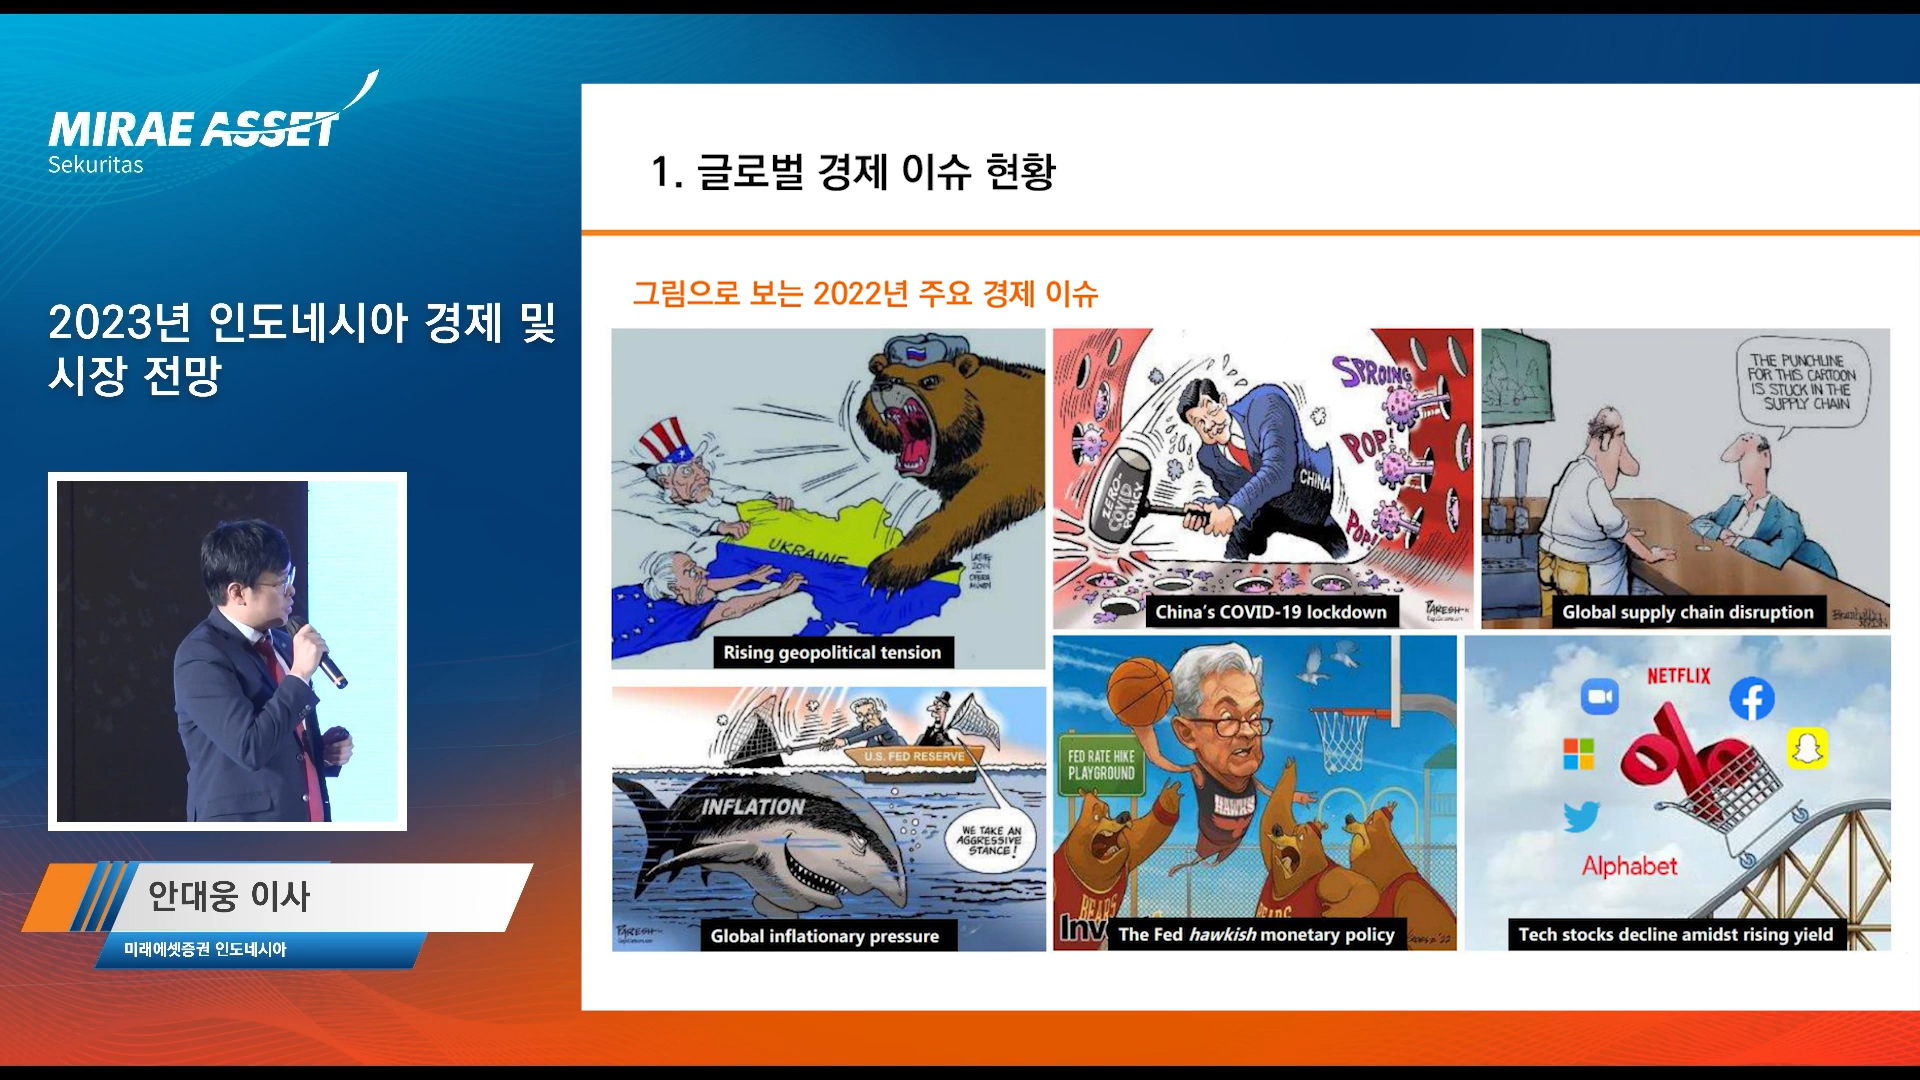 MIRAE ASSET
Sekuritas
2023년 인도네시아 경제 및
시장 전망
안대웅 이사
미래에셋증권 인도네시아
1. 글로벌 경제 이슈 현황
그림으로 보는 2022년 주요 경제 이슈
UKRAINE
Rising geopolitical tension
SPROING
POP!
POP!
ZERO-
COVID
POLICY
CHINA
PARESH
China's COVID-19 lockdown
THE PUNCHLINE
FOR THIS CARTOON
IS STUCK IN THE
SUPPLY CHAIN
Global supply chain disruption
U.S. FED RESERVE
INFLATION
WE TAKE AN
AGGRESSIVE
STANCE!
PARESH
Global inflationary pressure
FED RATE HIKE
PLAYGROUND
HAWKS
BEARS
BEARS
Inv
The Fed hawkish monetary policy
NETFLIX
Alphabet
Tech stocks decline amidst rising yield